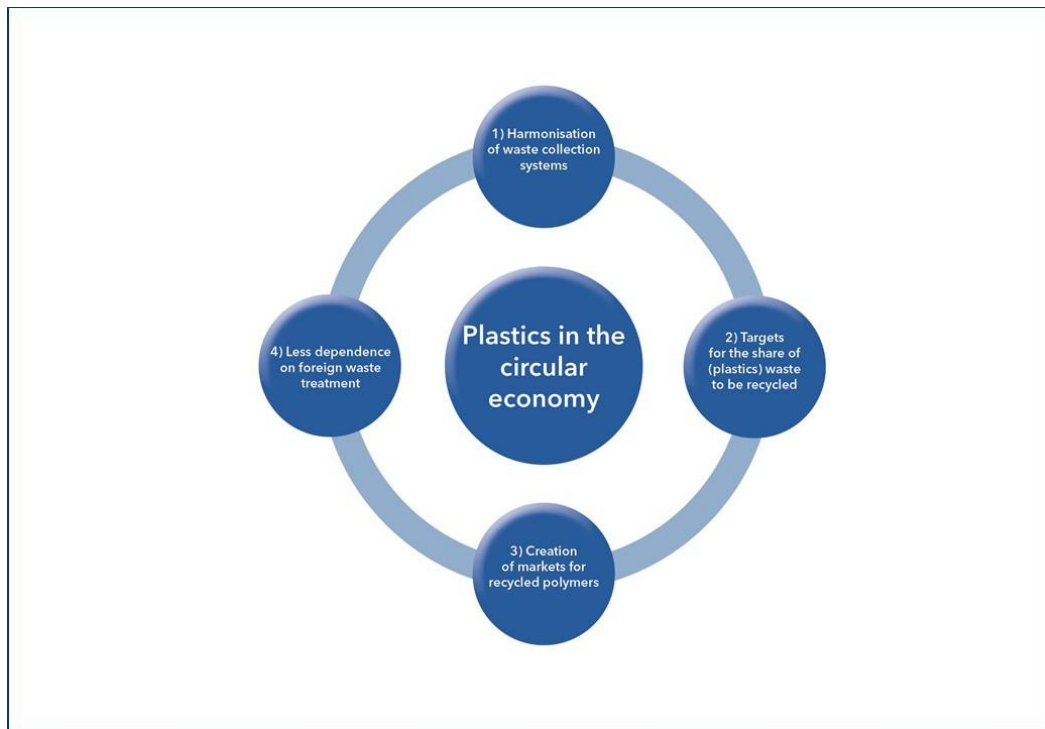 1) Harmonisation
of waste collection
systems
Plastics in the
circular
economy
2) Targets
for the share of
(plastics) waste
to be recycled
3) Creation
of markets for
recycled polymers
4) Less dependence
on foreign waste
treatment